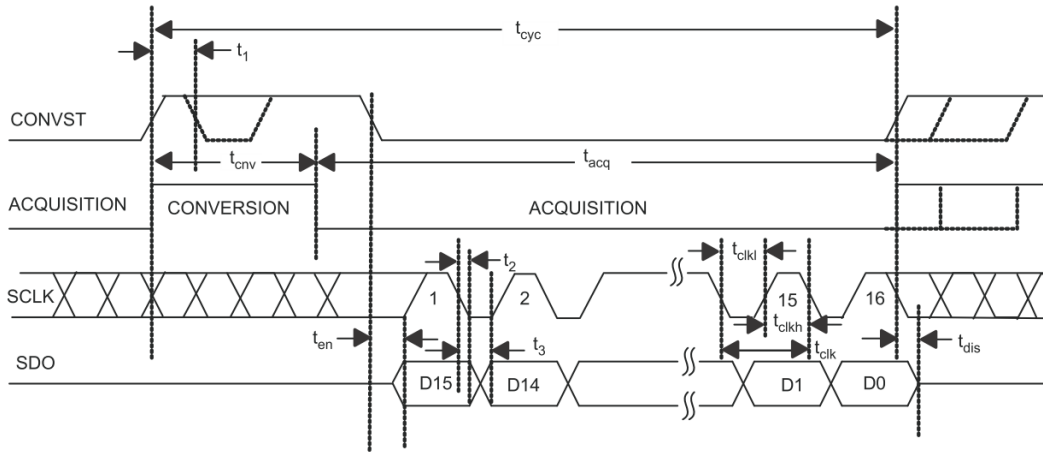 tcyc
t1
CONVST
tcnv
tacq
ACQUISITION
CONVERSION
ACQUISITION
tclkl
t2
SCLK
1
2
15
16
tclkh
ten
t3
tclk
tdis
SDO
D15
D14
D1
D0